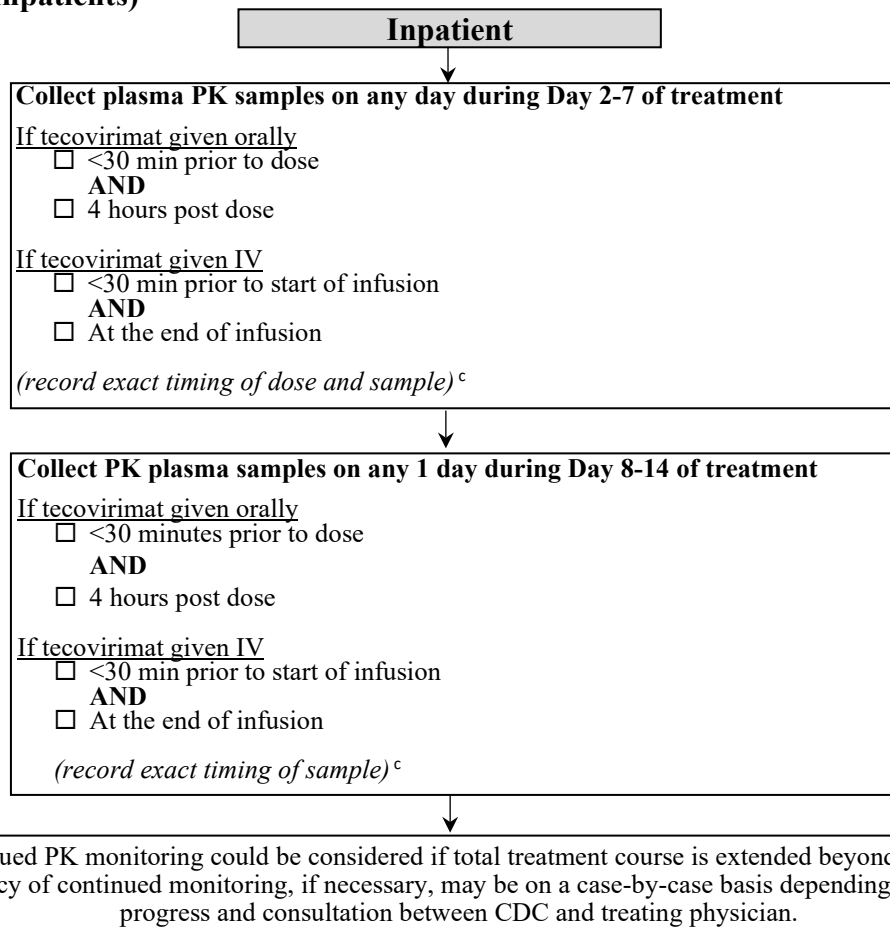 Inpatient
Collect plasma PK samples on any day during Day 2-7 of treatment
If tecovirimat given orally
☐ <30 min prior to dose
AND
☐ 4 hours post dose
If tecovirimat given IV
☐ <30 min prior to start of infusion
AND
☐ At the end of infusion
(record exact timing of dose and sample) c
Collect PK plasma samples on any 1 day during Day 8-14 of treatment
If tecovirimat given orally
☐ <30 minutes prior to dose
AND
☐ 4 hours post dose
If tecovirimat given IV
☐ <30 min prior to start of infusion
AND
☐ At the end of infusion
(record exact timing of sample) c
PK monitoring could be considered if total treatment course is extended beyond
of continued monitoring, if necessary, may be on a case-by-case basis depending
progress and consultation between CDC and treating physician.